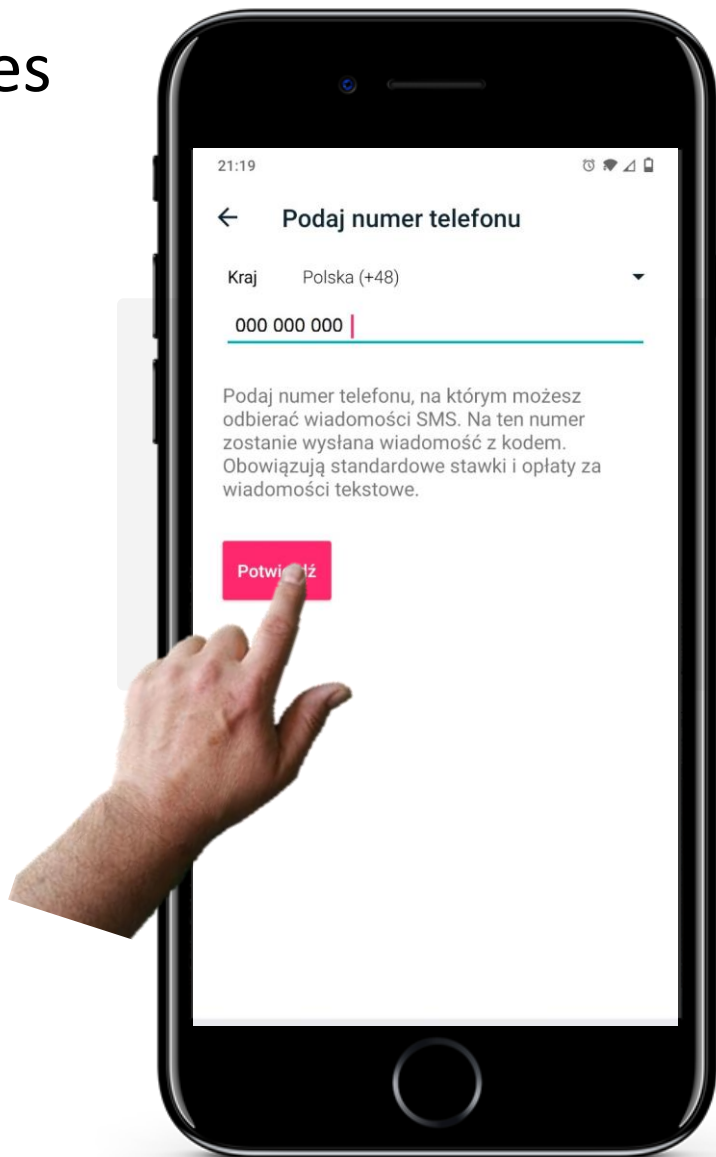 es
21:19
Podaj numer telefonu
Kraj Polska (+48)
000 000 000
Podaj numer telefonu, na którym możesz
odbierać wiadomości SMS. Na ten numer
zostanie wysłana wiadomość z kodem.
Obowiązują standardowe stawki i opłaty za
wiadomości tekstowe.
Potwierdź